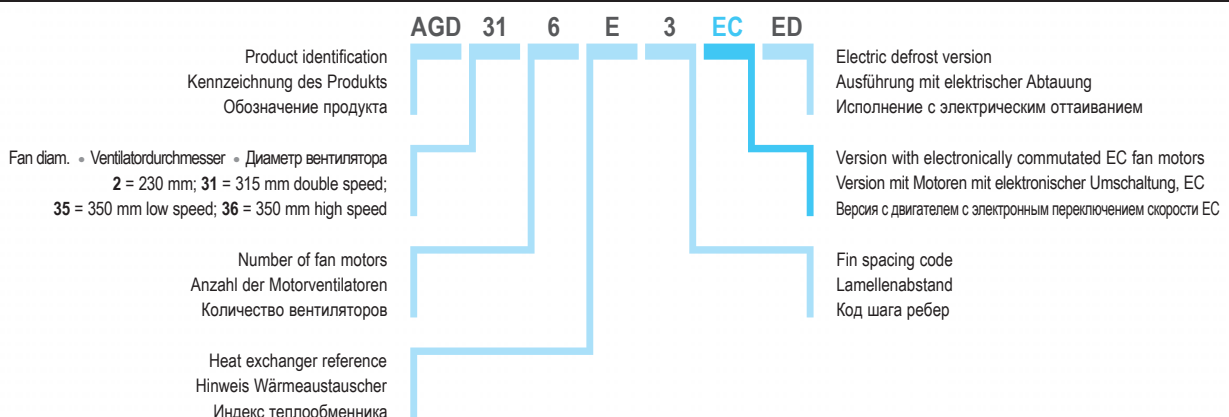 AGD 31 6 E 3 EC ED
Product identification
Kennzeichnung des Produkts
Обозначение продукта
Fan diam. • Ventilatordurchmesser • Диаметр вентилятора
2 = 230 mm; 31 = 315 mm double speed;
35 = 350 mm low speed; 36 = 350 mm high speed
Number of fan motors
Anzahl der Motorventilatoren
Количество вентиляторов
Heat exchanger reference
Hinweis Wärmeaustauscher
Индекс теплообменника
Electric defrost version
Ausführung mit elektrischer Abtauung
Исполнение с электрическим оттаиванием
Version with electronically commutated EC fan motors
Version mit Motoren mit elektronischer Umschaltung, EC
Версия с двигателем с электронным переключением скорости EC
Fin spacing code
Lamellenabstand
Код шага ребер